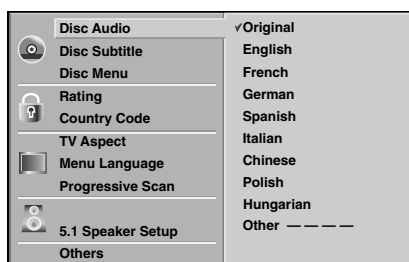 Disc Audio
Disc Subtitle
Disc Menu
Rating
Country Code
TV Aspect
Menu Language
Progressive Scan
5.1 Speaker Setup
Others
✓Original
English
French
German
Spanish
Italian
Chinese
Polish
Hungarian
Other — — — —